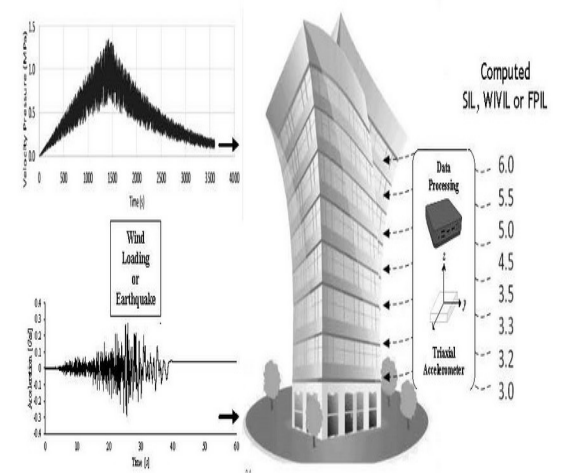 Velocity Pressure (MPa)
1.5
1.0
0.5
0.0
0 500 1000 1500 2000 2500 3000 3500 4000
Time [s]
Wind
Loading
or
Earthquake
Acceleration [G's]
0.4
0.3
0.2
0.1
0
-0.1
-0.2
-0.3
-0.4
0 10 20 30 40 50 60
Time [s]
Computed
SIL, WIVIL or FPIL
Data
Processing
z
y
Triaxial
Accelerometer
6.0
5.5
5.0
4.5
3.5
3.3
3.2
3.0